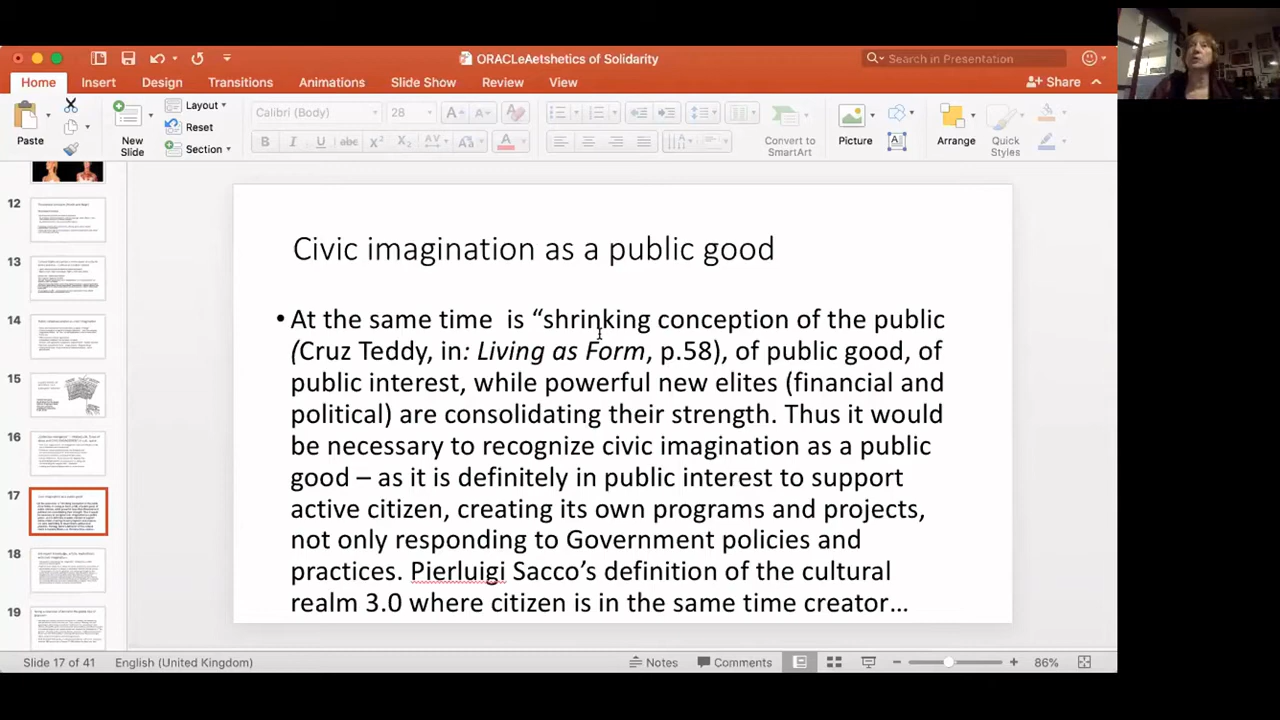 ORACLeAetshetics of Solidarity
Search in Presentation
Home Insert Design Transitions Animations Slide Show Review View
Share
Paste
New
Slide
Layout
Reset
Section
Calibri (Body) 28
Convert to
SmartArt
Picture
Arrange
Quick
Styles
12
13
14
15
16
17
18
19
Civic imagination as a public good
• At the same time is “shrinking conception of the public
(Cruz Teddy, in: Living as Form, p.58), of public good, of
public interest, while powerful new elites (financial and
political) are consolidating their strength. Thus it would
be necessary to recognize civic imagination as a public
good – as it is definitely in public interest to support
active citizen, creating its own programs and projects,
not only responding to Government policies and
practices. Pierluigi Sacco’s definition of the cultural
realm 3.0 where citizen is in the same time creator…
Slide 17 of 41
English (United Kingdom)
Notes
Comments
86%